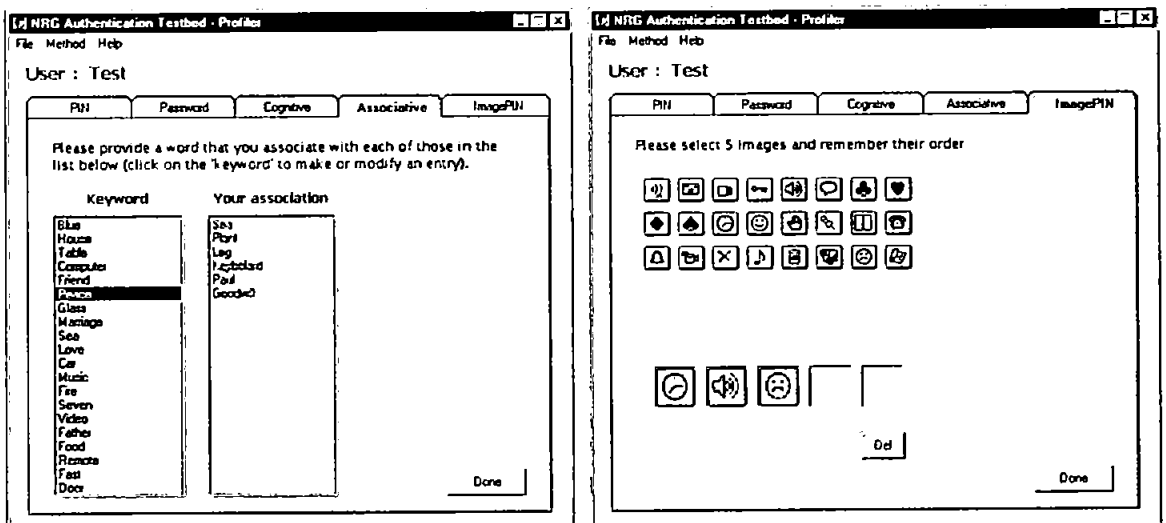 NRG Authentication Testbed - Profiler
File Method Help
User : Test
PIN Password Cognitive Associative ImagePIN
Please provide a word that you associate with each of those in the
list below (click on the 'keyword' to make or modify an entry).
Keyword Your association
Blue Sea
House Plant
Table Leg
Computer Keyboard
Friend Paul
Peace
Glass
Marriage
Sea
Love
Car
Music
Fire
Seven
Video
Father
Food
Remote
Fast
Door
Done
NRG Authentication Testbed - Profiler
File Method Help
User : Test
PIN Password Cognitive Associative ImagePIN
Please select 5 images and remember their order
Del
Done